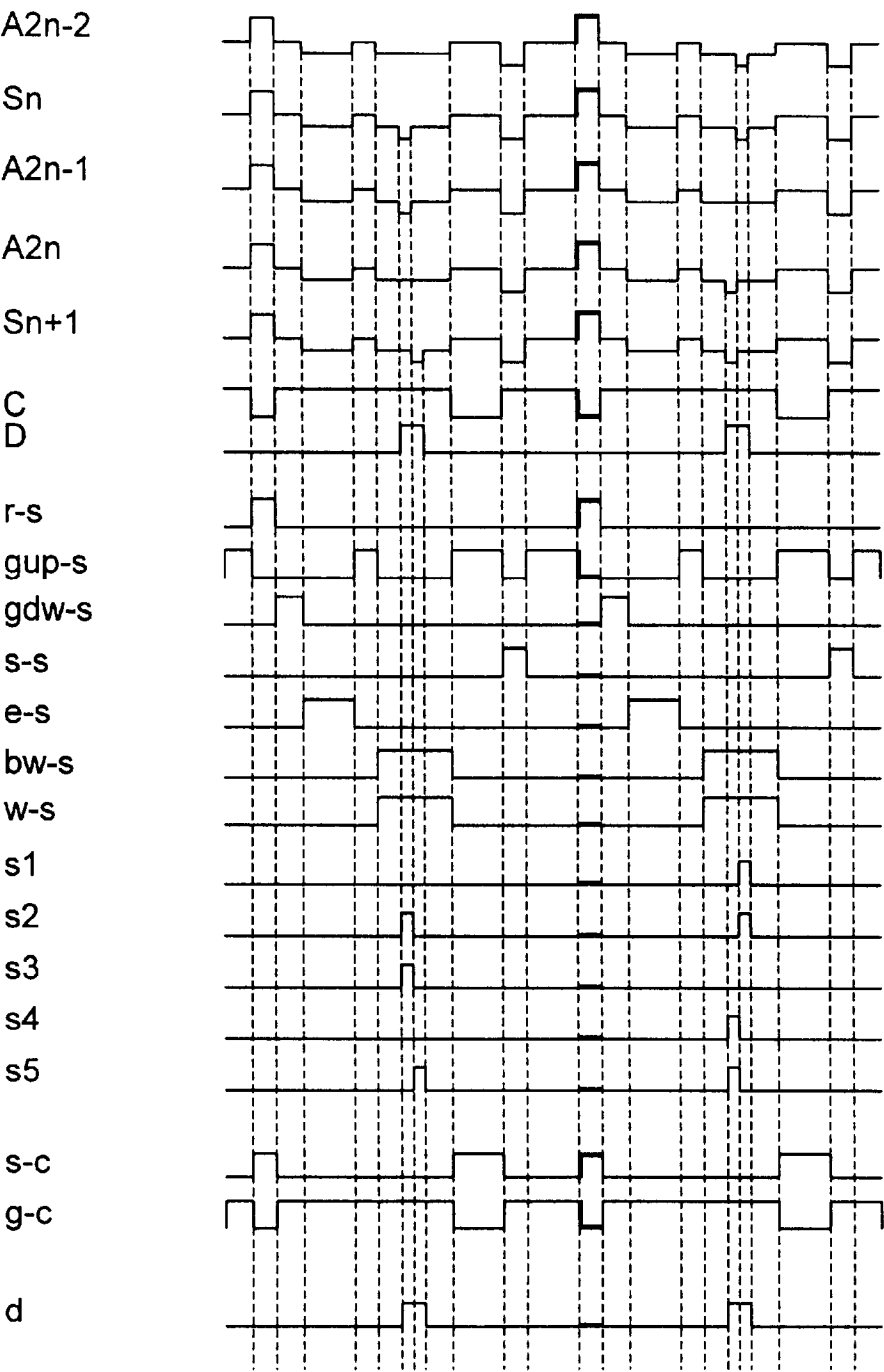 A2n-2
Sn
A2n-1
A2n
Sn+1
C
D
r-s
gup-s
gdw-s
s-s
e-s
bw-s
w-s
s1
s2
s3
s4
s5
s-c
g-c
d